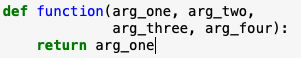 def function(arg_one, arg_two,
             arg_three, arg_four):
    return arg_one